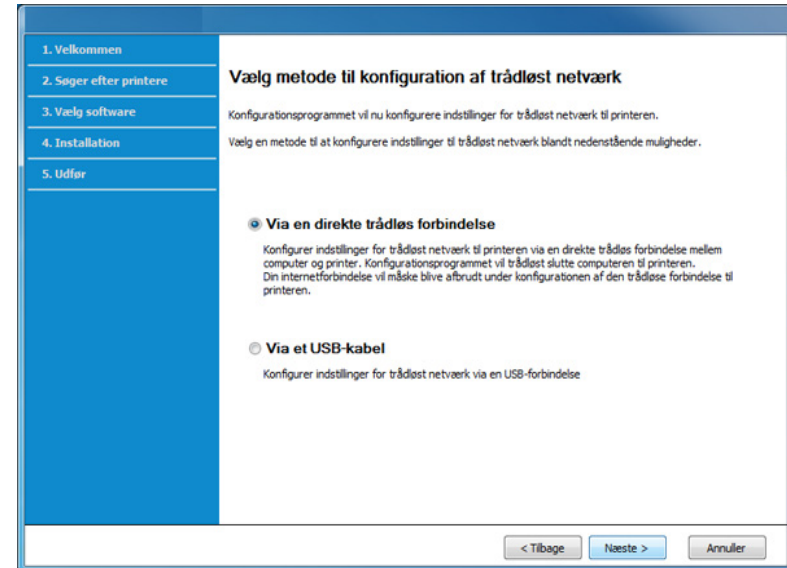 1. Velkommen
2. Søger efter printere
3. Vælg software
4. Installation
5. Udfør
Vælg metode til konfiguration af trådløst netværk
Konfigurationsprogrammet vil nu konfigurere indstilinger for trådløst netværk til printeren.
Vælg en metode til at konfigurere indstilinger til trådløst netværk blandt nedenstående muligheder.
Via en direkte trådløs forbindelse
Konfigurer indstillinger for trådløst netværk til printeren via en direkte trådløs forbindelse mellem
computer og printer. Konfigurationsprogrammet vil trådløst slutte computeren til printeren.
Din internetforbindelse vil måske blive afbrudt under konfigurationen af den trådløse forbindelse til
printeren.
Via et USB-kabel
Konfigurer indstillinger for trådløst netværk via en USB-forbindelse
< Tilbage
Næste >
Annuller